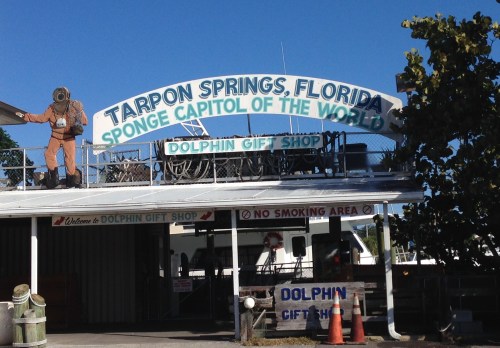 TARPON SPRINGS, FLORIDA
SPONGE CAPITOL OF THE WORLD
DOLPHIN GIFT SHOP
Welcome to DOLPHIN GIFT SHOP
NO SMOKING AREA
DOLPHIN
GIFT SHOP